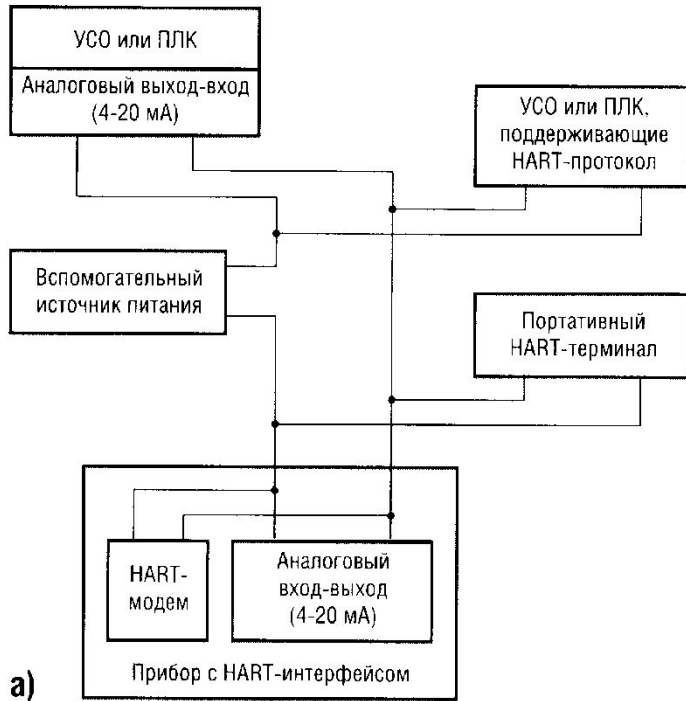 УСО или ПЛК
Аналоговый выход-вход
(4-20 мА)
УСО или ПЛК,
поддерживающие
HART-протокол
Вспомогательный
источник питания
Портативный
HART-терминал
HART-
модем
Аналоговый
вход-выход
(4-20 мА)
Прибор с HART-интерфейсом
а)